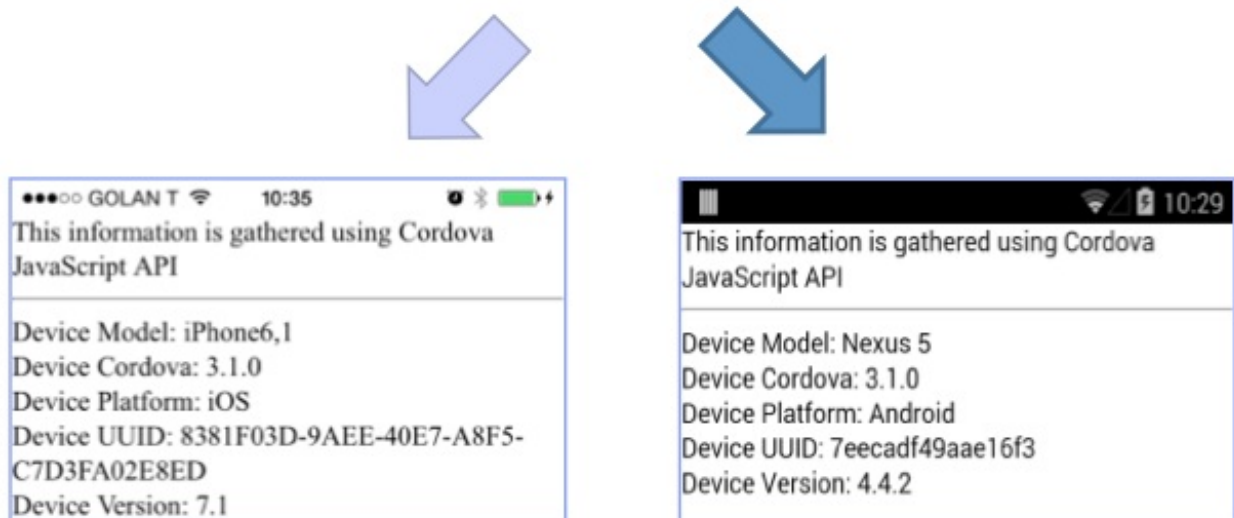 GOLAN T 10:35
This information is gathered using Cordova
JavaScript API
Device Model: iPhone6,1
Device Cordova: 3.1.0
Device Platform: iOS
Device UUID: 8381F03D-9AEE-40E7-A8F5-
C7D3FA02E8ED
Device Version: 7.1
10:29
This information is gathered using Cordova
JavaScript API
Device Model: Nexus 5
Device Cordova: 3.1.0
Device Platform: Android
Device UUID: 7eecadf49aae16f3
Device Version: 4.4.2